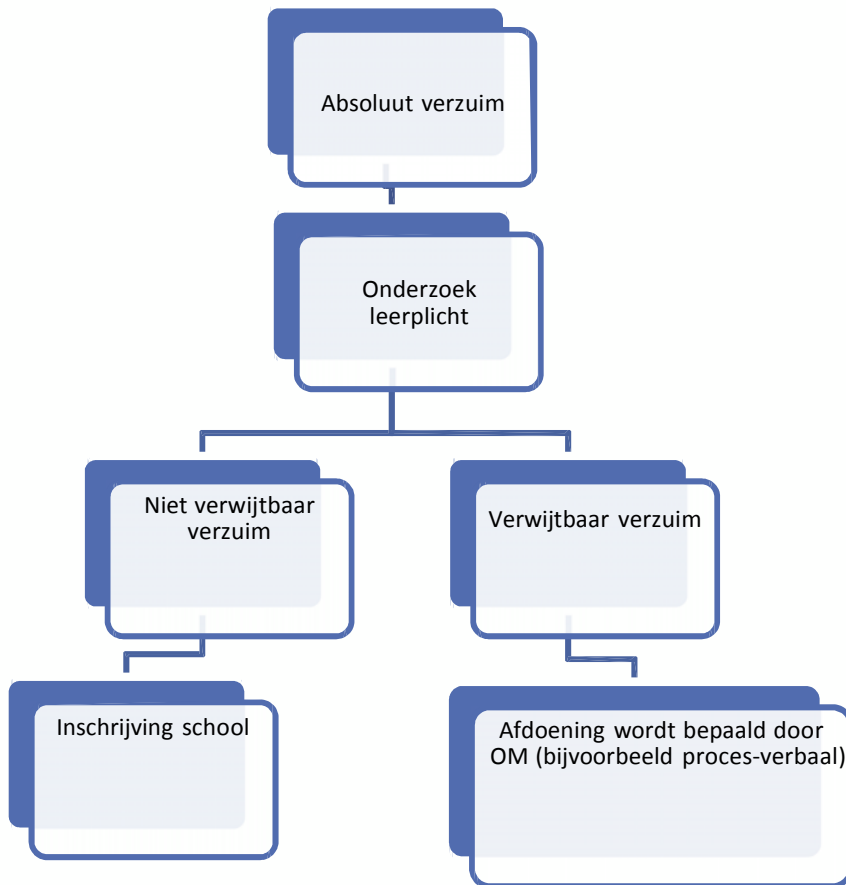 Absoluut verzuim
Onderzoek
leerplicht
Niet verwijtbaar
verzuim
Verwijtbaar verzuim
Inschrijving school
Afdoening wordt bepaald door
OM (bijvoorbeeld proces-verbaal)